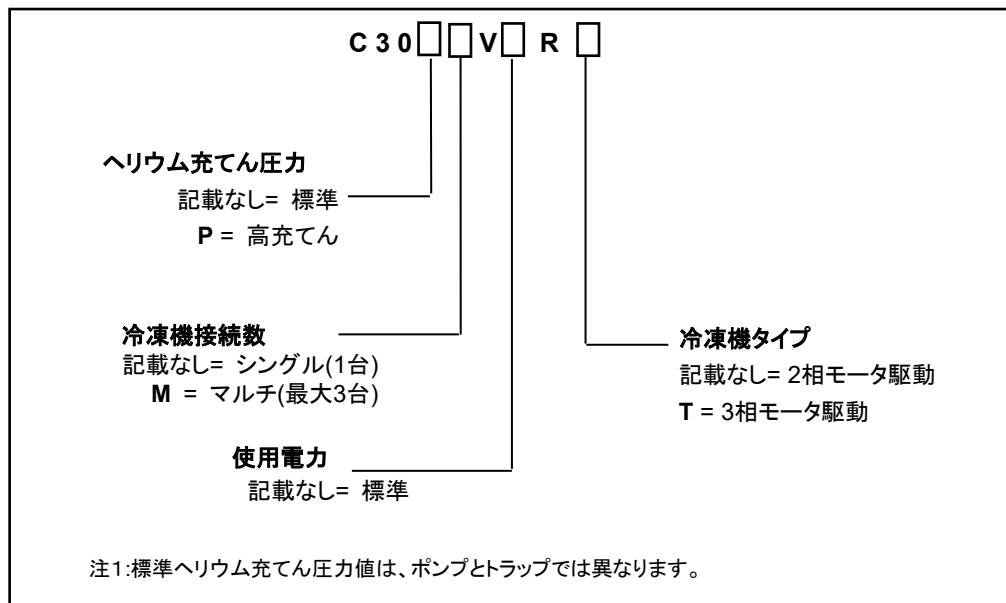 C30□□V□ R □
ヘリウム充てん圧力
記載なし= 標準
P = 高充てん
冷凍機接続数
記載なし= シングル(1台)
M = マルチ(最大3台)
冷凍機タイプ
記載なし= 2相モータ駆動
T = 3相モータ駆動
使用電力
記載なし= 標準
注1:標準ヘリウム充てん圧力値は、ポンプとトラップでは異なります。